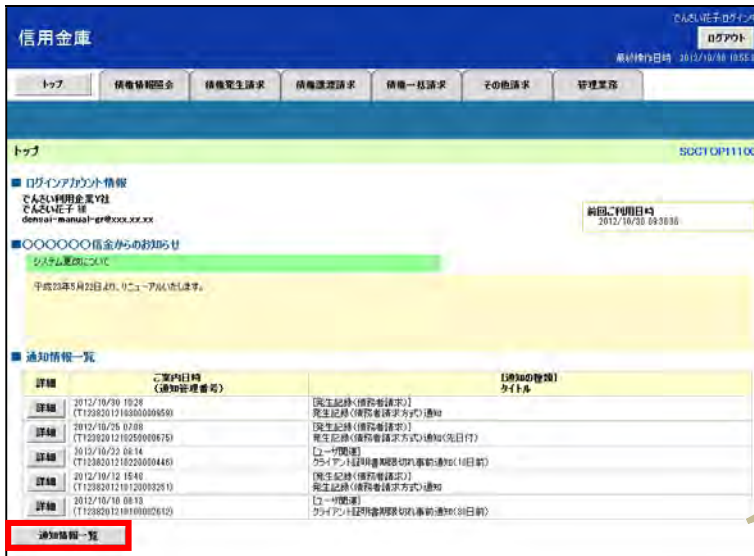 でんさい花子ログイン中
信用金庫
ログアウト
最終操作日時 2012/10/30 10:55:
トップ 債権情報照会 債権発生請求 債権譲渡請求 債権一括請求 その他請求 管理業務
トップ
SCCTOP11100
■ ログインアカウント情報
でんさい利用企業Y社
でんさい花子 様
densai-manual-gr@xxx.xx.xx
前回ご利用日時
2012/10/30 09:30:36
■〇〇〇〇〇〇信金からのお知らせ
システム更改について
平成23年5月22日より、リニューアルいたします。
■ 通知情報一覧
詳細 ご案内日時 【通知の種類】
(通知管理番号) タイトル
詳細 2012/10/30 10:28 [発生記録(債務者請求)]
(T123820121030000959) 発生記録(債務者請求方式)通知
詳細 2012/10/25 07:08 [発生記録(債務者請求)]
発生記録(債務者請求方式)通知(先日付)
詳細 2012/10/22 08:14 [ユーザ関連]
クライアント証明書期限切れ事前通知(10日前)
詳細 2012/10/12 15:40 [発生記録(債務者請求)]
発生記録(債務者請求方式)通知
詳細 2012/10/10 08:13 [ユーザ関連]
クライアント証明書期限切れ事前通知(30日前)
通知情報一覧